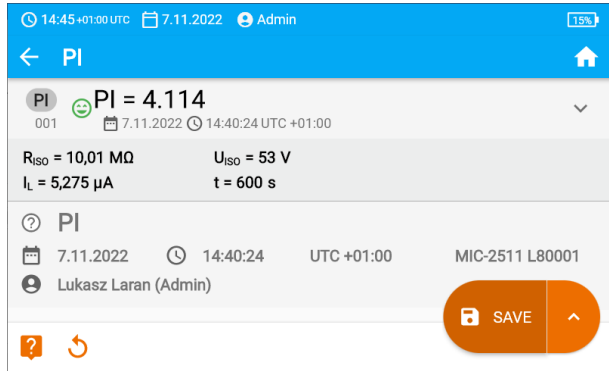 14:45+01:00 UTC 7.11.2022 Admin 15%
PI
PI PI = 4.114
001 7.11.2022 14:40:24 UTC +01:00
RISO = 10,01 MΩ UISO = 53 V
IL = 5,275 µA t = 600 s
? PI
7.11.2022 14:40:24 UTC +01:00 MIC-2511 L80001
Lukasz Laran (Admin)
SAVE
?